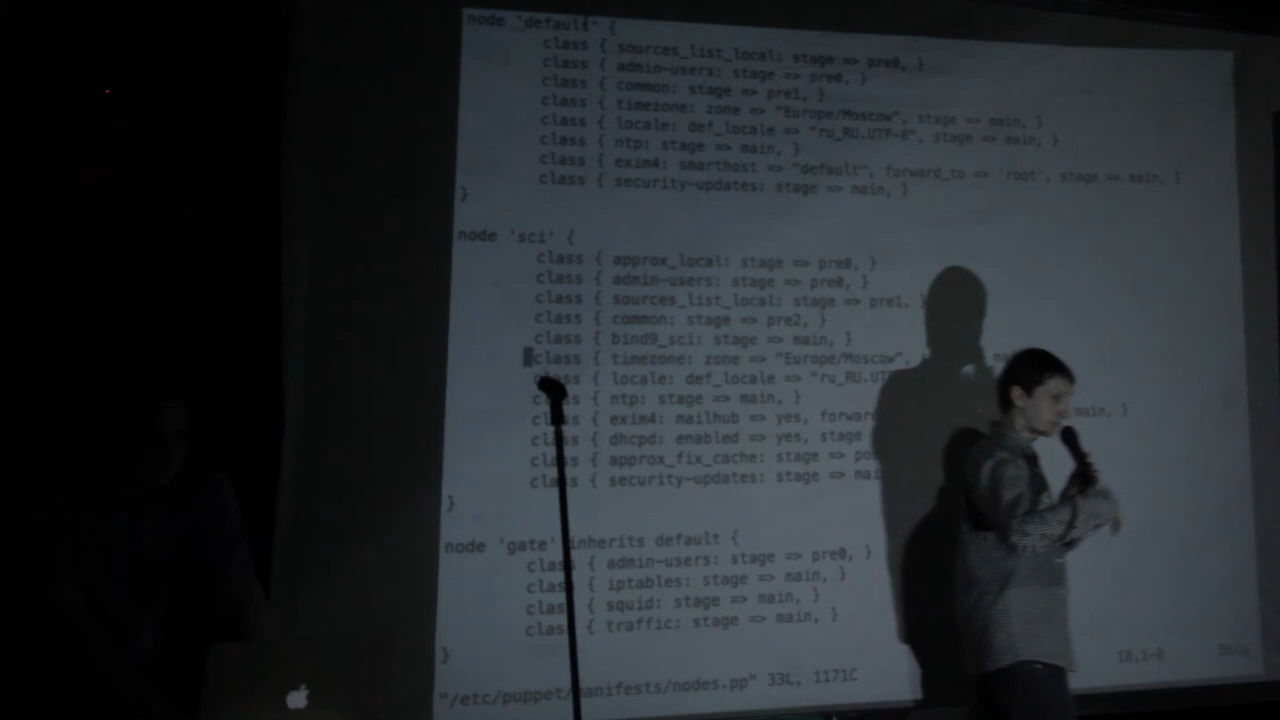 node 'default' {
class { sources_list_local: stage => pre0, }
class { admin-users: stage => pre0, }
class { common: stage => pre1, }
class { timezone: zone => "Europe/Moscow", stage => main, }
class { locale: def_locale => "ru_RU.UTF-8", stage => main, }
class { ntp: stage => main, }
class { exim4: smarthost => "default", forward_to => 'root', stage => main, }
class { security-updates: stage => main, }
}
node 'sci' {
class { approx_local: stage => pre0, }
class { admin-users: stage => pre0, }
class { sources_list_local: stage => pre1, }
class { common: stage => pre2, }
class { bind9_sci: stage => main, }
class { timezone: zone => "Europe/Moscow",
class { locale: def_locale => "ru_RU.UT
class { ntp: stage => main, }
class { exim4: mailhub => yes, forward main, }
class { dhcpd: enabled => yes, stage
class { approx_fix_cache: stage => po
class { security-updates: stage => mai
}
node 'gate' inherits default {
class { admin-users: stage => pre0, }
class { iptables: stage => main, }
class { squid: stage => main, }
clas { traffic: stage => main, }
}
"/etc/puppet/manifests/nodes.pp" 33L, 1171C